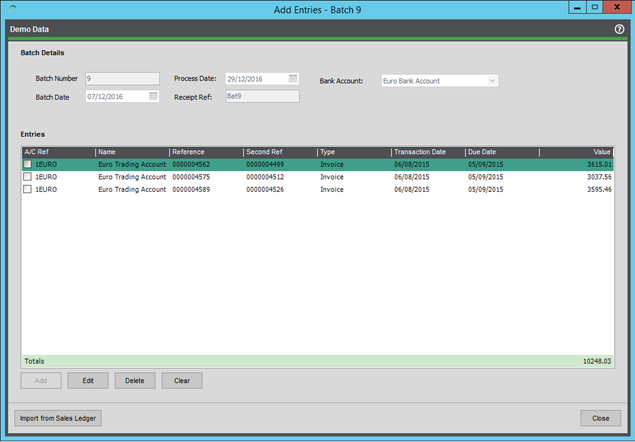 Add Entries - Batch 9
Demo Data
Batch Details
Batch Number 9 Process Date: 29/12/2016 Bank Account: Euro Bank Account
Batch Date 07/12/2016 Receipt Ref: Bat9
Entries
A/C Ref Name Reference Second Ref Type Transaction Date Due Date Value
1EURO Euro Trading Account 0000004562 0000004499 Invoice 06/08/2015 05/09/2015 3615.01
1EURO Euro Trading Account 0000004575 0000004512 Invoice 06/08/2015 05/09/2015 3037.56
1EURO Euro Trading Account 0000004589 0000004526 Invoice 06/08/2015 05/09/2015 3595.46
Totals 10248.03
Add Edit Delete Clear
Import from Sales Ledger Close